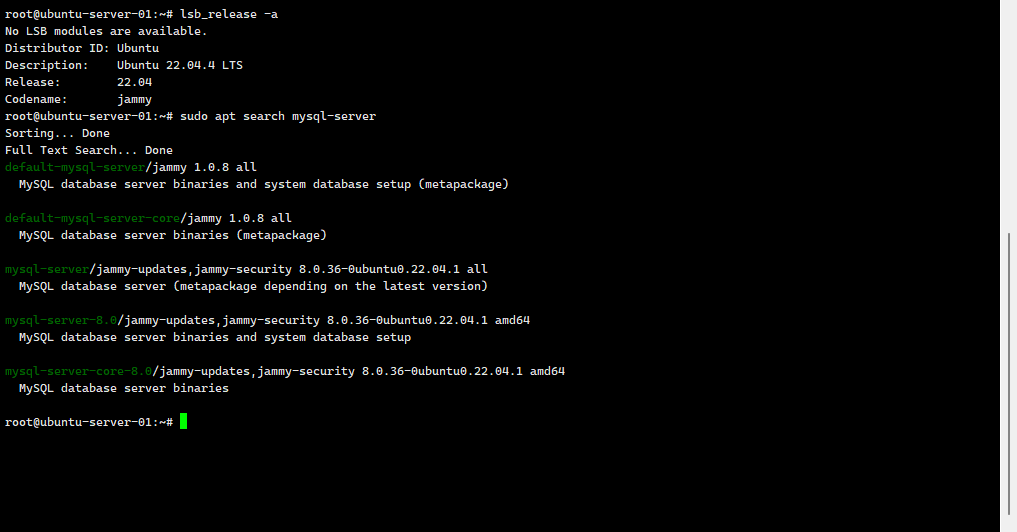 root@ubuntu-server-01:~# lsb_release -a
No LSB modules are available.
Distributor ID: Ubuntu
Description:    Ubuntu 22.04.4 LTS
Release:        22.04
Codename:       jammy
root@ubuntu-server-01:~# sudo apt search mysql-server
Sorting... Done
Full Text Search... Done
default-mysql-server/jammy 1.0.8 all
  MySQL database server binaries and system database setup (metapackage)

default-mysql-server-core/jammy 1.0.8 all
  MySQL database server binaries (metapackage)

mysql-server/jammy-updates,jammy-security 8.0.36-0ubuntu0.22.04.1 all
  MySQL database server (metapackage depending on the latest version)

mysql-server-8.0/jammy-updates,jammy-security 8.0.36-0ubuntu0.22.04.1 amd64
  MySQL database server binaries and system database setup

mysql-server-core-8.0/jammy-updates,jammy-security 8.0.36-0ubuntu0.22.04.1 amd64
  MySQL database server binaries

root@ubuntu-server-01:~#